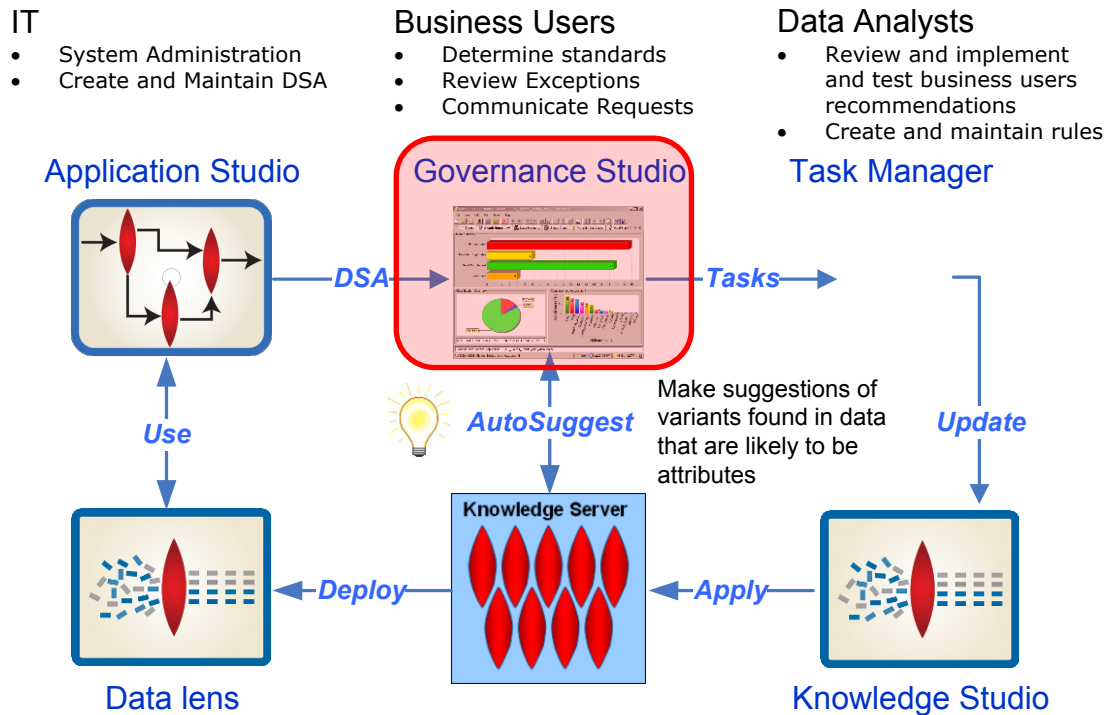 IT
• System Administration
• Create and Maintain DSA
Business Users
• Determine standards
• Review Exceptions
• Communicate Requests
Data Analysts
• Review and implement
and test business users
recommendations
• Create and maintain rules
Application Studio
Governance Studio
Task Manager
DSA
Tasks
Use
AutoSuggest
Make suggestions of
variants found in data
that are likely to be
attributes
Update
Knowledge Server
Deploy
Apply
Data lens
Knowledge Studio